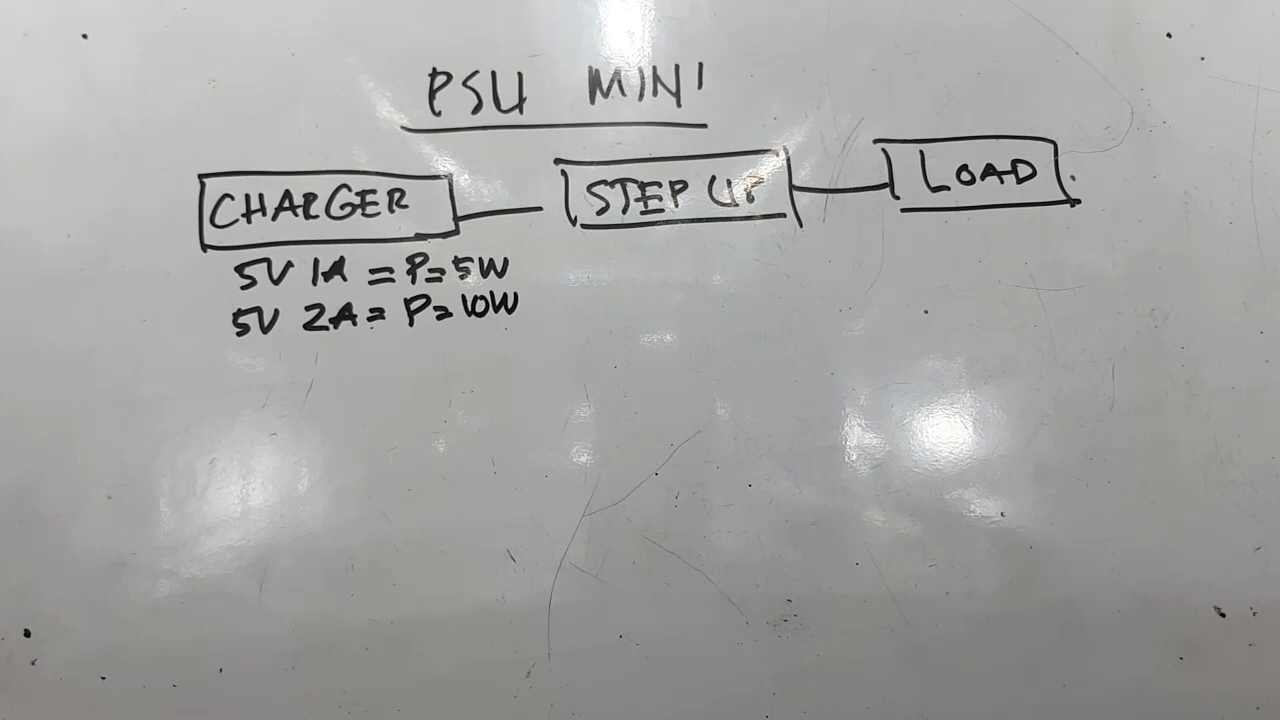 PSU MINI
CHARGER STEP UP LOAD
5V 1A = P = 5W
5V 2A = P = 10W